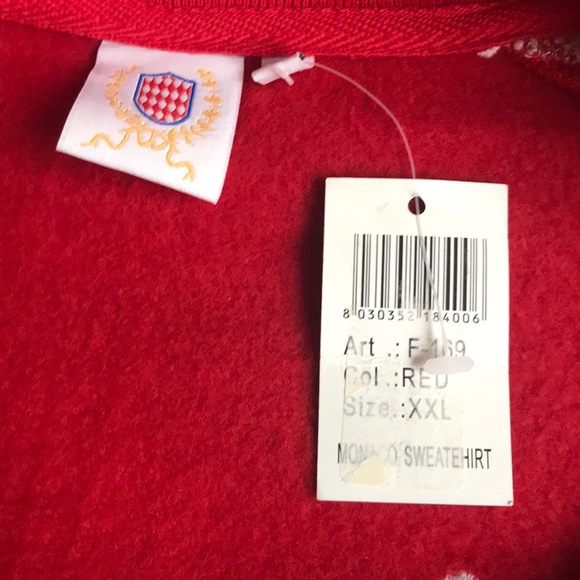 8 030352 184006
Art .: F-169
Col .:RED
Size.:XXL
MONACO SWEATEHIRT